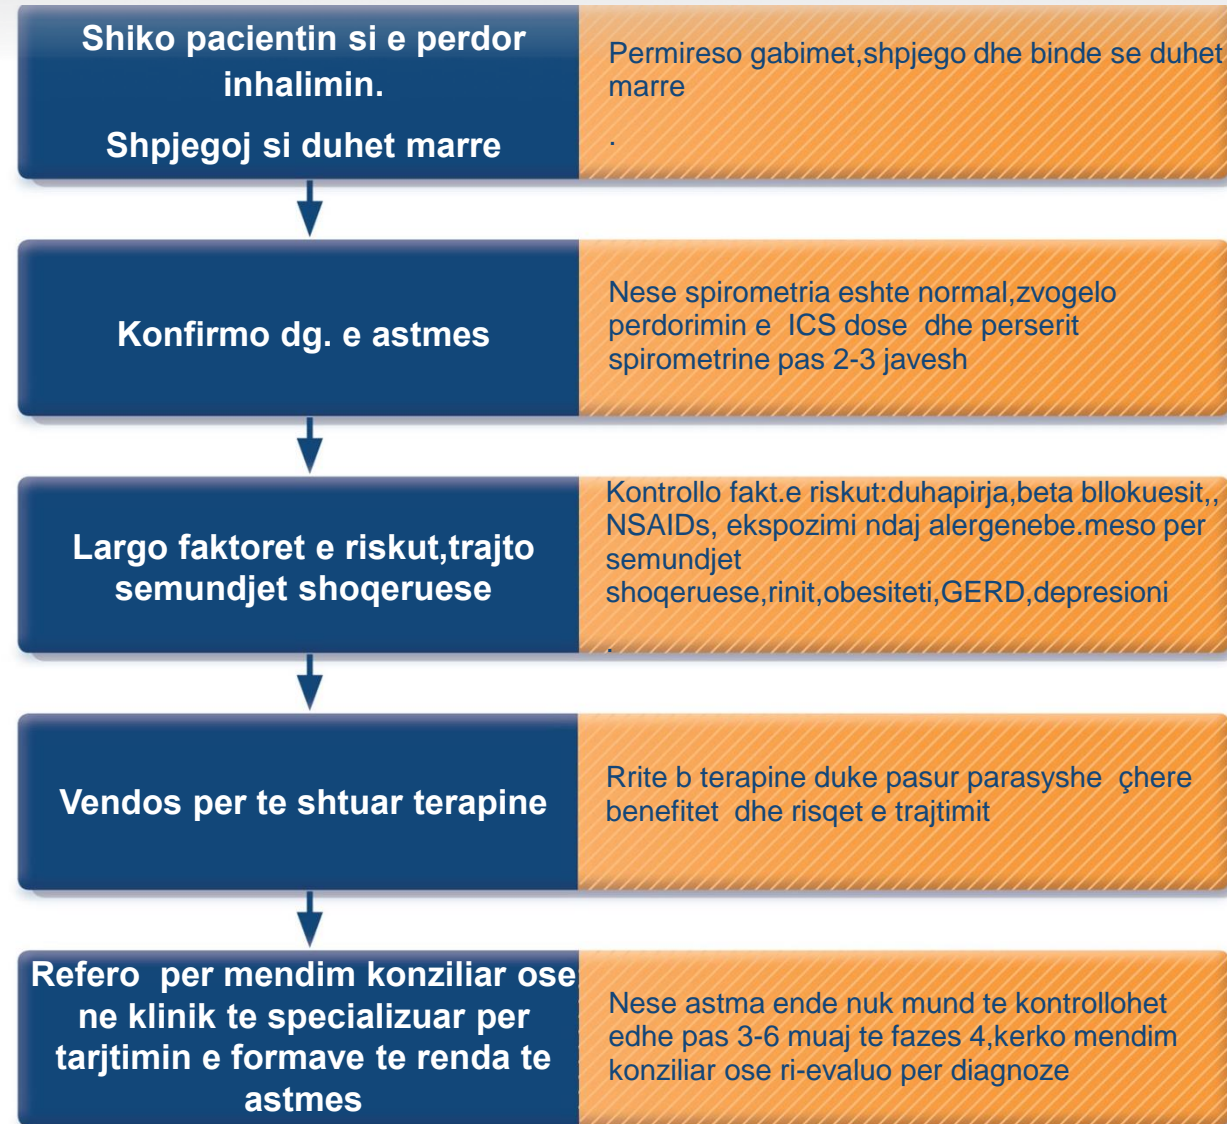 Shiko pacientin si e perdor
inhalimin.
Shpjegoj si duhet marre
Permireso gabimet,shpjego dhe binde se duhet
marre
.
Konfirmo dg. e astmes
Nese spirometria eshte normal,zvogelo
perdorimin e ICS dose dhe perserit
spirometrine pas 2-3 javesh
Largo faktoret e riskut,trajto
semundjet shoqeruese
Kontrollo fakt.e riskut:duhapirja,beta bllokuesit,,
NSAIDs, ekspozimi ndaj alergenebe.meso per
semundjet
shoqeruese,rinit,obesiteti,GERD,depresioni
.
Vendos per te shtuar terapine
Rrite b terapine duke pasur parasyshe çhere
benefitet dhe risqet e trajtimit
Refero per mendim konziliar ose
ne klinik te specializuar per
tarjtimin e formave te renda te
astmes
Nese astma ende nuk mund te kontrollohet
edhe pas 3-6 muaj te fazes 4,kerko mendim
konziliar ose ri-evaluo per diagnoze